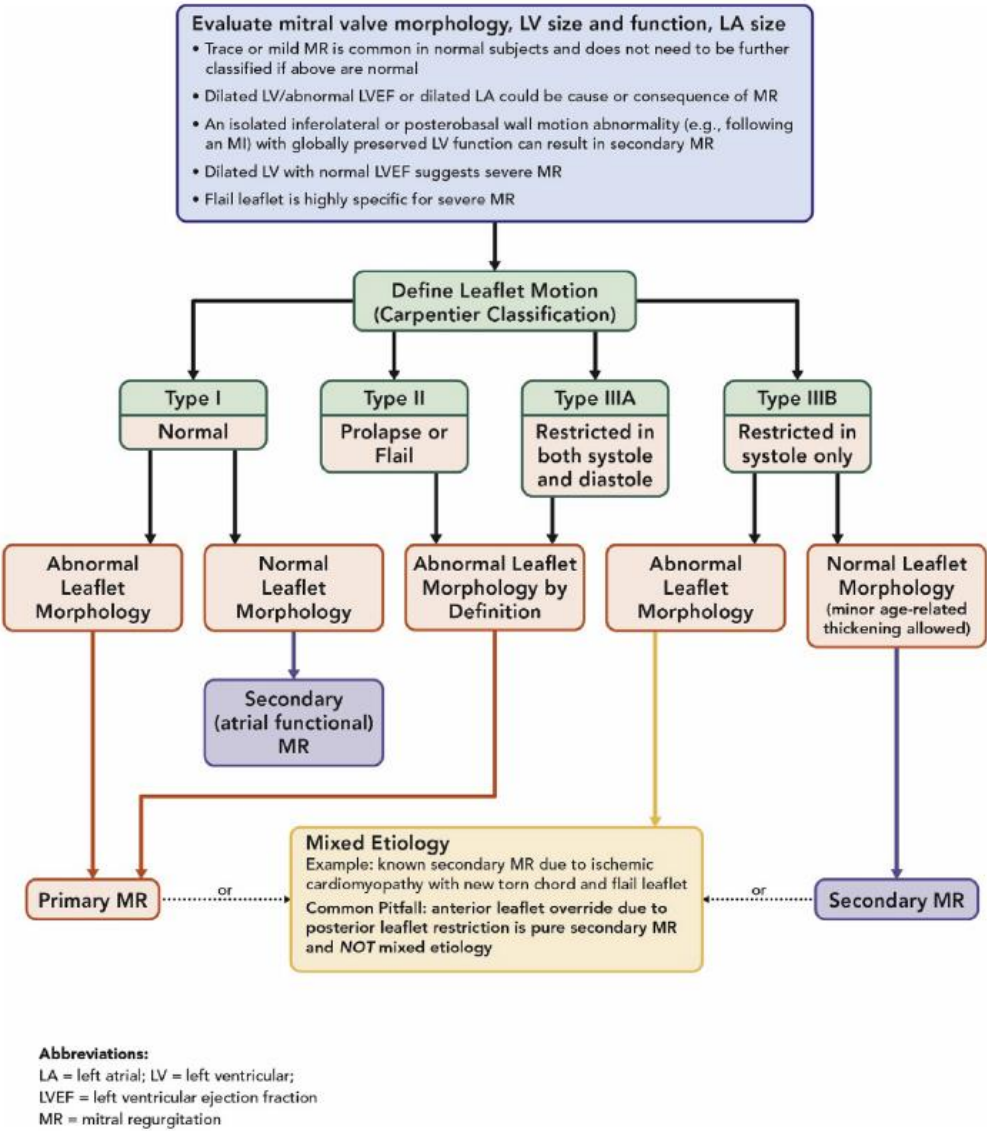 Evaluate mitral valve morphology, LV size and function, LA size
• Trace or mild MR is common in normal subjects and does not need to be further
classified if above are normal
• Dilated LV/abnormal LVEF or dilated LA could be cause or consequence of MR
• An isolated inferolateral or posterobasal wall motion abnormality (e.g., following
an MI) with globally preserved LV function can result in secondary MR
• Dilated LV with normal LVEF suggests severe MR
• Flail leaflet is highly specific for severe MR
Define Leaflet Motion
(Carpentier Classification)
Type I
Normal
Type II
Prolapse or
Flail
Type IIIA
Restricted in
both systole
and diastole
Type IIIB
Restricted in
systole only
Abnormal
Leaflet
Morphology
Normal
Leaflet
Morphology
Abnormal Leaflet
Morphology by
Definition
Abnormal
Leaflet
Morphology
Normal Leaflet
Morphology
(minor age-related
thickening allowed)
Secondary
(atrial functional)
MR
Primary MR
or
Mixed Etiology
Example: known secondary MR due to ischemic
cardiomyopathy with new torn chord and flail leaflet
Common Pitfall: anterior leaflet override due to
posterior leaflet restriction is pure secondary MR
and NOT mixed etiology
or
Secondary MR
Abbreviations:
LA = left atrial; LV = left ventricular;
LVEF = left ventricular ejection fraction
MR = mitral regurgitation